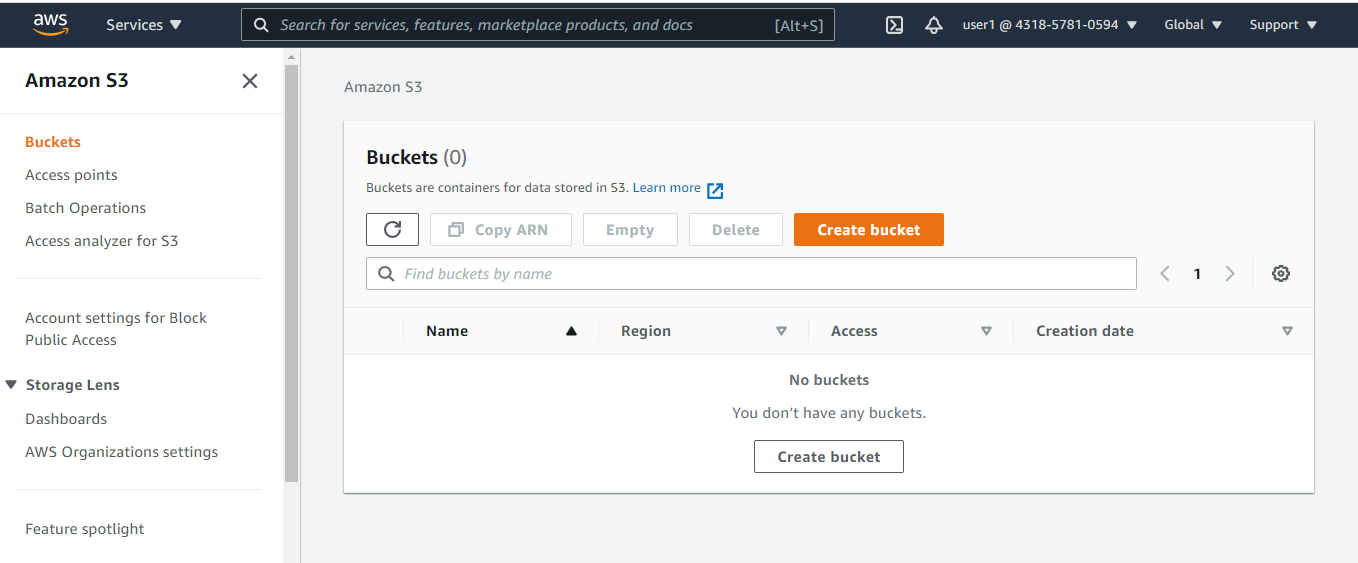 aws Services Search for services, features, marketplace products, and docs [Alt+S] user1 @ 4318-5781-0594 Global Support
Amazon S3
Buckets
Access points
Batch Operations
Access analyzer for S3
Account settings for Block
Public Access
Storage Lens
Dashboards
AWS Organizations settings
Feature spotlight
Amazon S3
Buckets (0)
Buckets are containers for data stored in S3. Learn more
Copy ARN Empty Delete Create bucket
Find buckets by name 1
Name Region Access Creation date
No buckets
You don’t have any buckets.
Create bucket